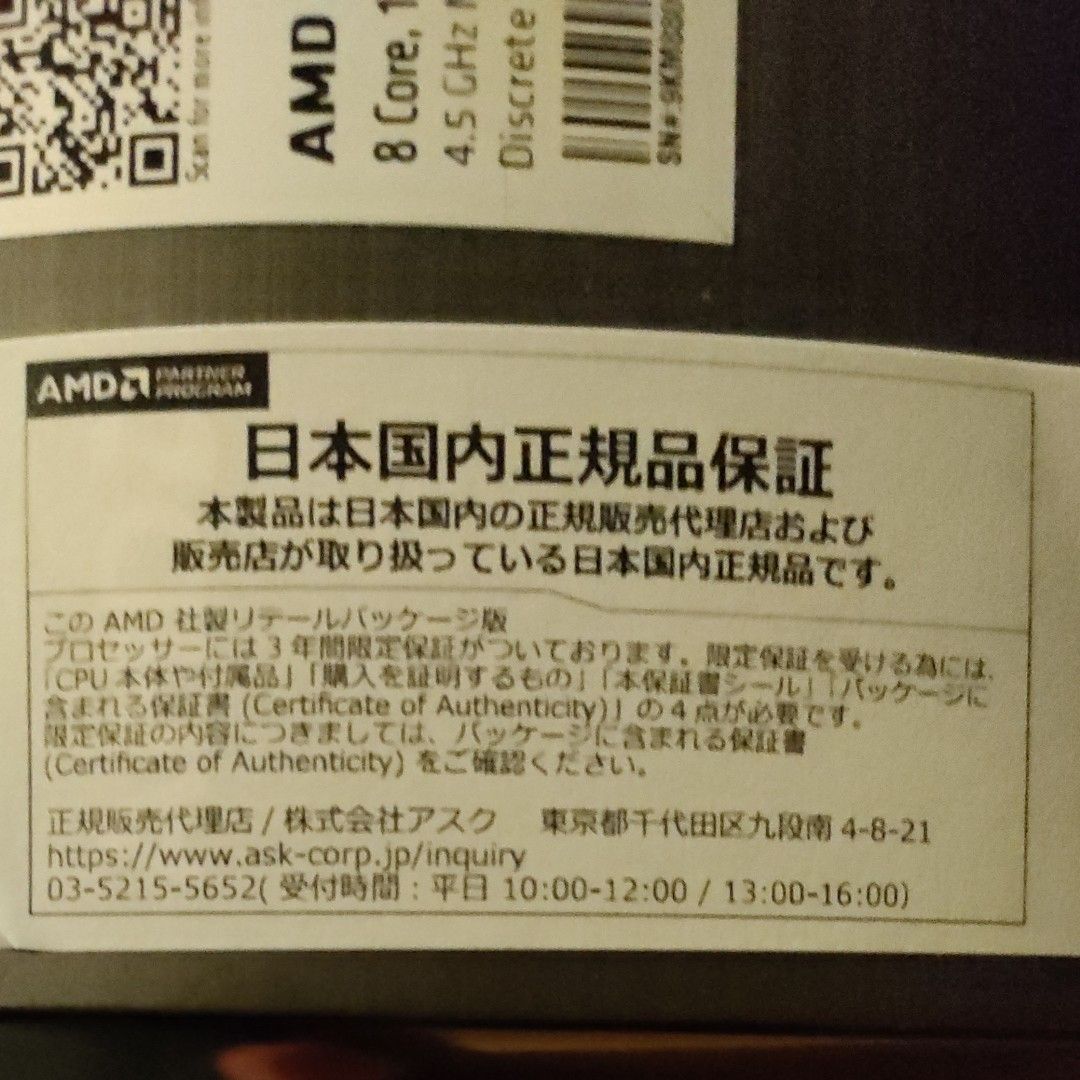 Scan for more
AMD
8 Core,
4.5 GHz
Discrete
AMD PARTNER PROGRAM
日本国内正規品保証
本製品は日本国内の正規販売代理店および
販売店が取り扱っている日本国内正規品です。
この AMD 社製リテールパッケージ版
プロセッサーには 3 年間限定保証がついております。限定保証を受ける為には、
「CPU 本体や付属品」「購入を証明するもの」「本保証書シール」「パッケージに
含まれる保証書 (Certificate of Authenticity)」の 4 点が必要です。
限定保証の内容につきましては、パッケージに含まれる保証書
(Certificate of Authenticity) をご確認ください。
正規販売代理店 / 株式会社アスク 東京都千代田区九段南 4-8-21
https://www.ask-corp.jp/inquiry
03-5215-5652( 受付時間 : 平日 10:00-12:00 / 13:00-16:00)